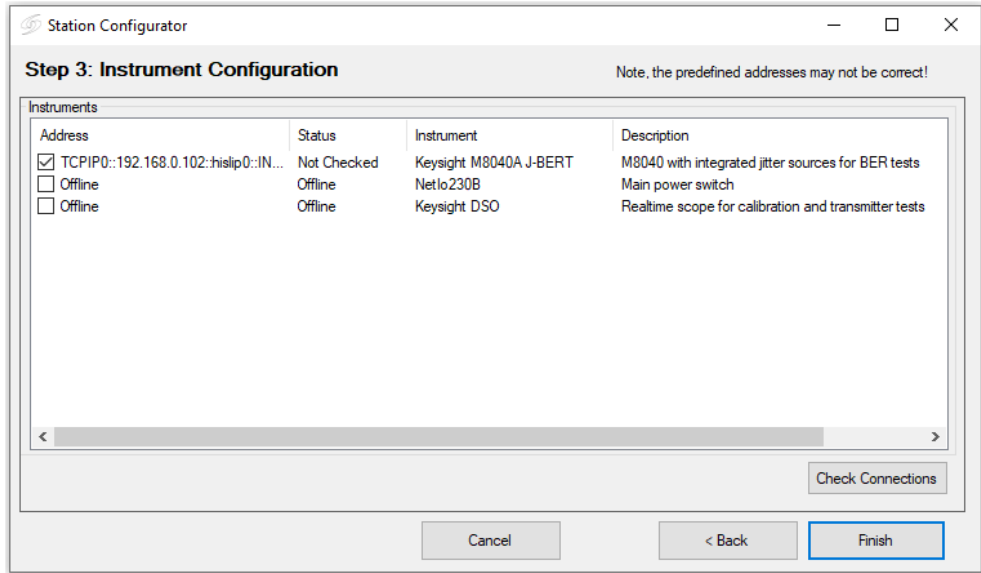 Station Configurator
Step 3: Instrument Configuration Note, the predefined addresses may not be correct!
Instruments
Address Status Instrument Description
TCPIP0::192.168.0.102::hislip0::IN... Not Checked Keysight M8040A J-BERT M8040 with integrated jitter sources for BER tests
Offline Offline NetIo230B Main power switch
Offline Offline Keysight DSO Realtime scope for calibration and transmitter tests
Check Connections
Cancel < Back Finish